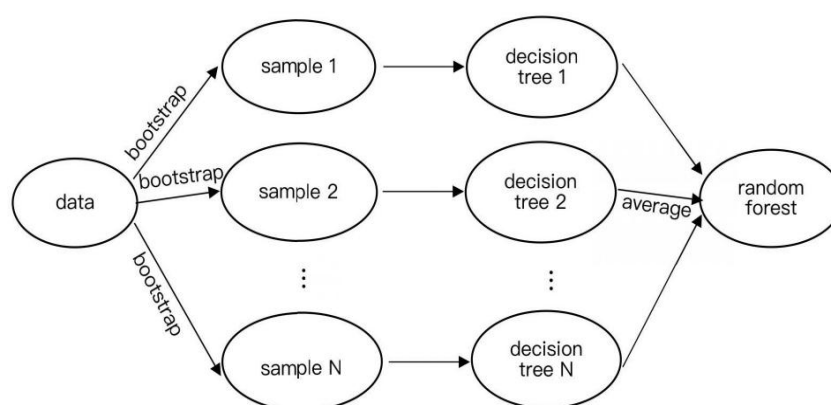 bootstrap
sample 1
decision
tree 1
data
bootstrap
sample 2
decision
tree 2
average
random
forest
bootstrap
⋮
⋮
sample N
decision
tree N